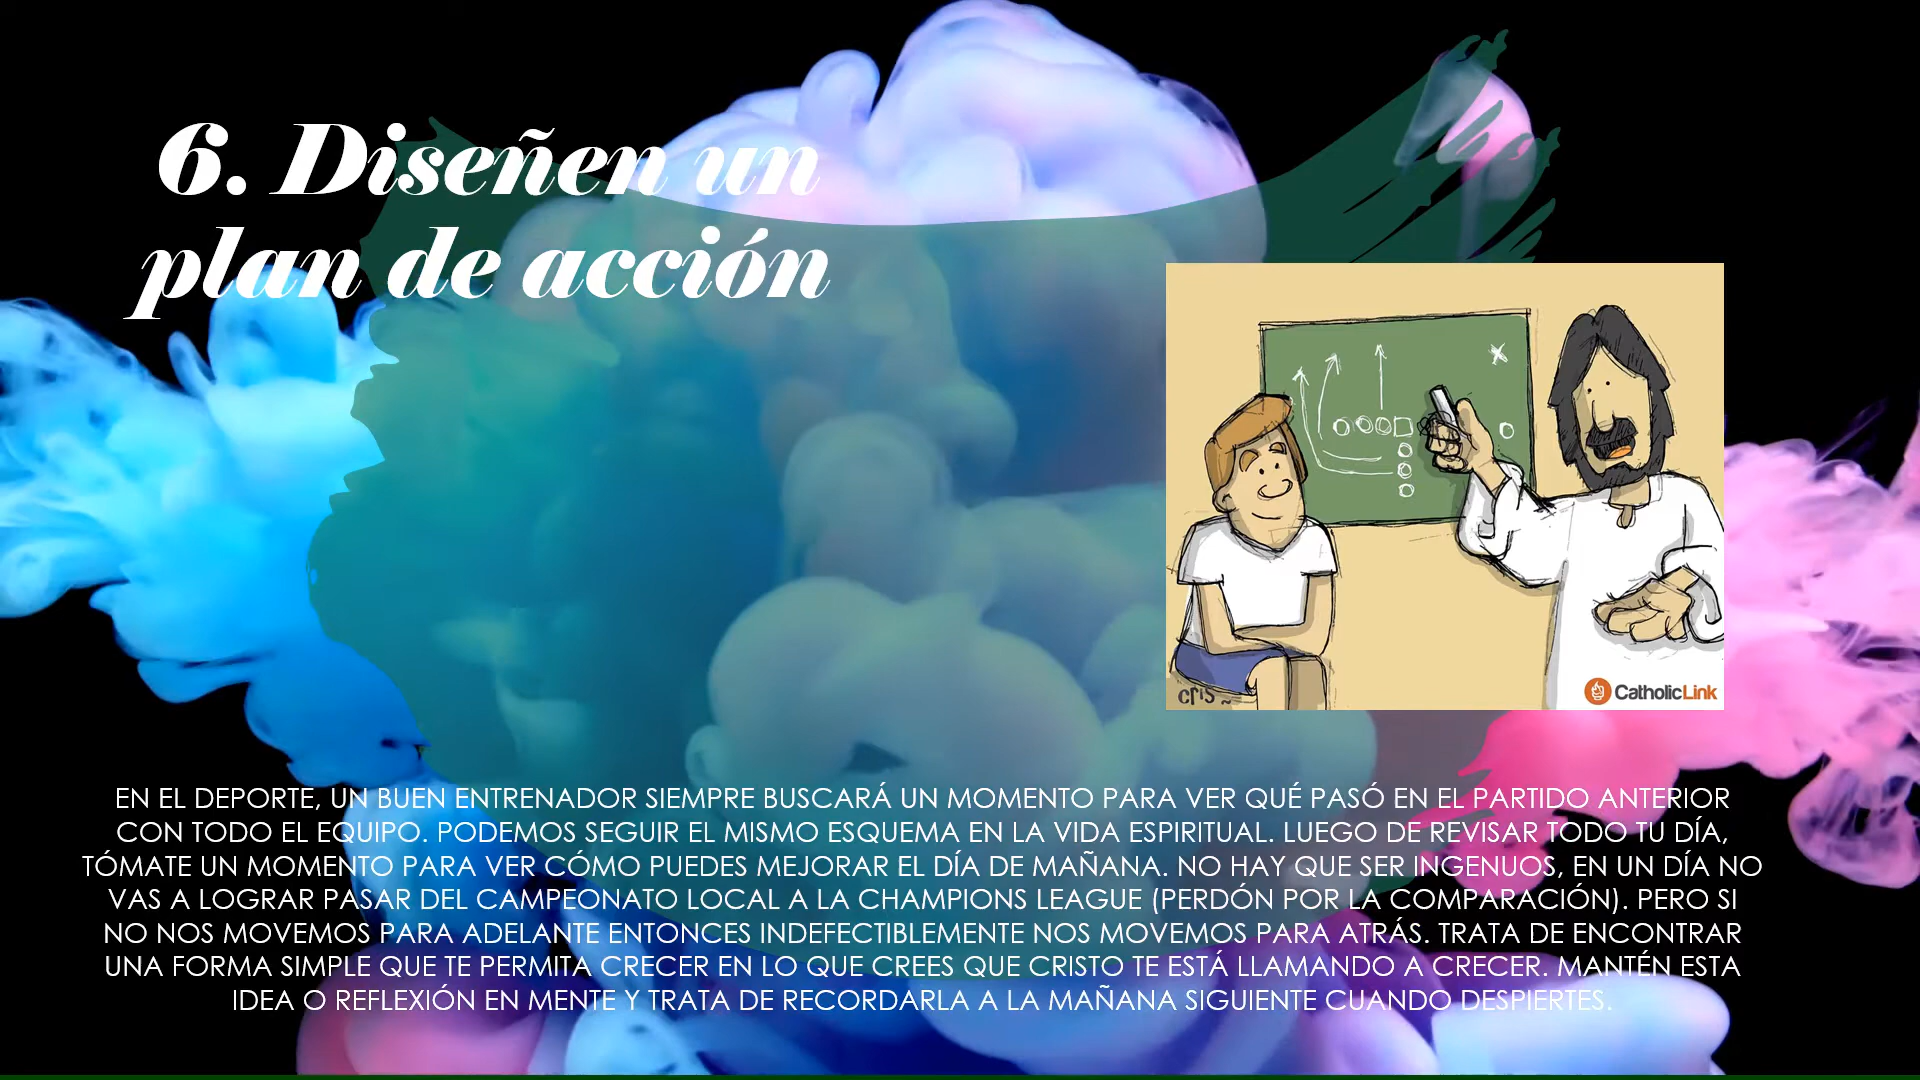 6. Diseñen un
plan de acción
cris
CatholicLink
EN EL DEPORTE, UN BUEN ENTRENADOR SIEMPRE BUSCARÁ UN MOMENTO PARA VER QUÉ PASÓ EN EL PARTIDO ANTERIOR
CON TODO EL EQUIPO. PODEMOS SEGUIR EL MISMO ESQUEMA EN LA VIDA ESPIRITUAL. LUEGO DE REVISAR TODO TU DÍA,
TÓMATE UN MOMENTO PARA VER CÓMO PUEDES MEJORAR EL DÍA DE MAÑANA. NO HAY QUE SER INGENUOS, EN UN DÍA NO
VAS A LOGRAR PASAR DEL CAMPEONATO LOCAL A LA CHAMPIONS LEAGUE (PERDÓN POR LA COMPARACIÓN). PERO SI
NO NOS MOVEMOS PARA ADELANTE ENTONCES INDEFECTIBLEMENTE NOS MOVEMOS PARA ATRÁS. TRATA DE ENCONTRAR
UNA FORMA SIMPLE QUE TE PERMITA CRECER EN LO QUE CREES QUE CRISTO TE ESTÁ LLAMANDO A CRECER. MANTÉN ESTA
IDEA O REFLEXIÓN EN MENTE Y TRATA DE RECORDARLA A LA MAÑANA SIGUIENTE CUANDO DESPIERTES.